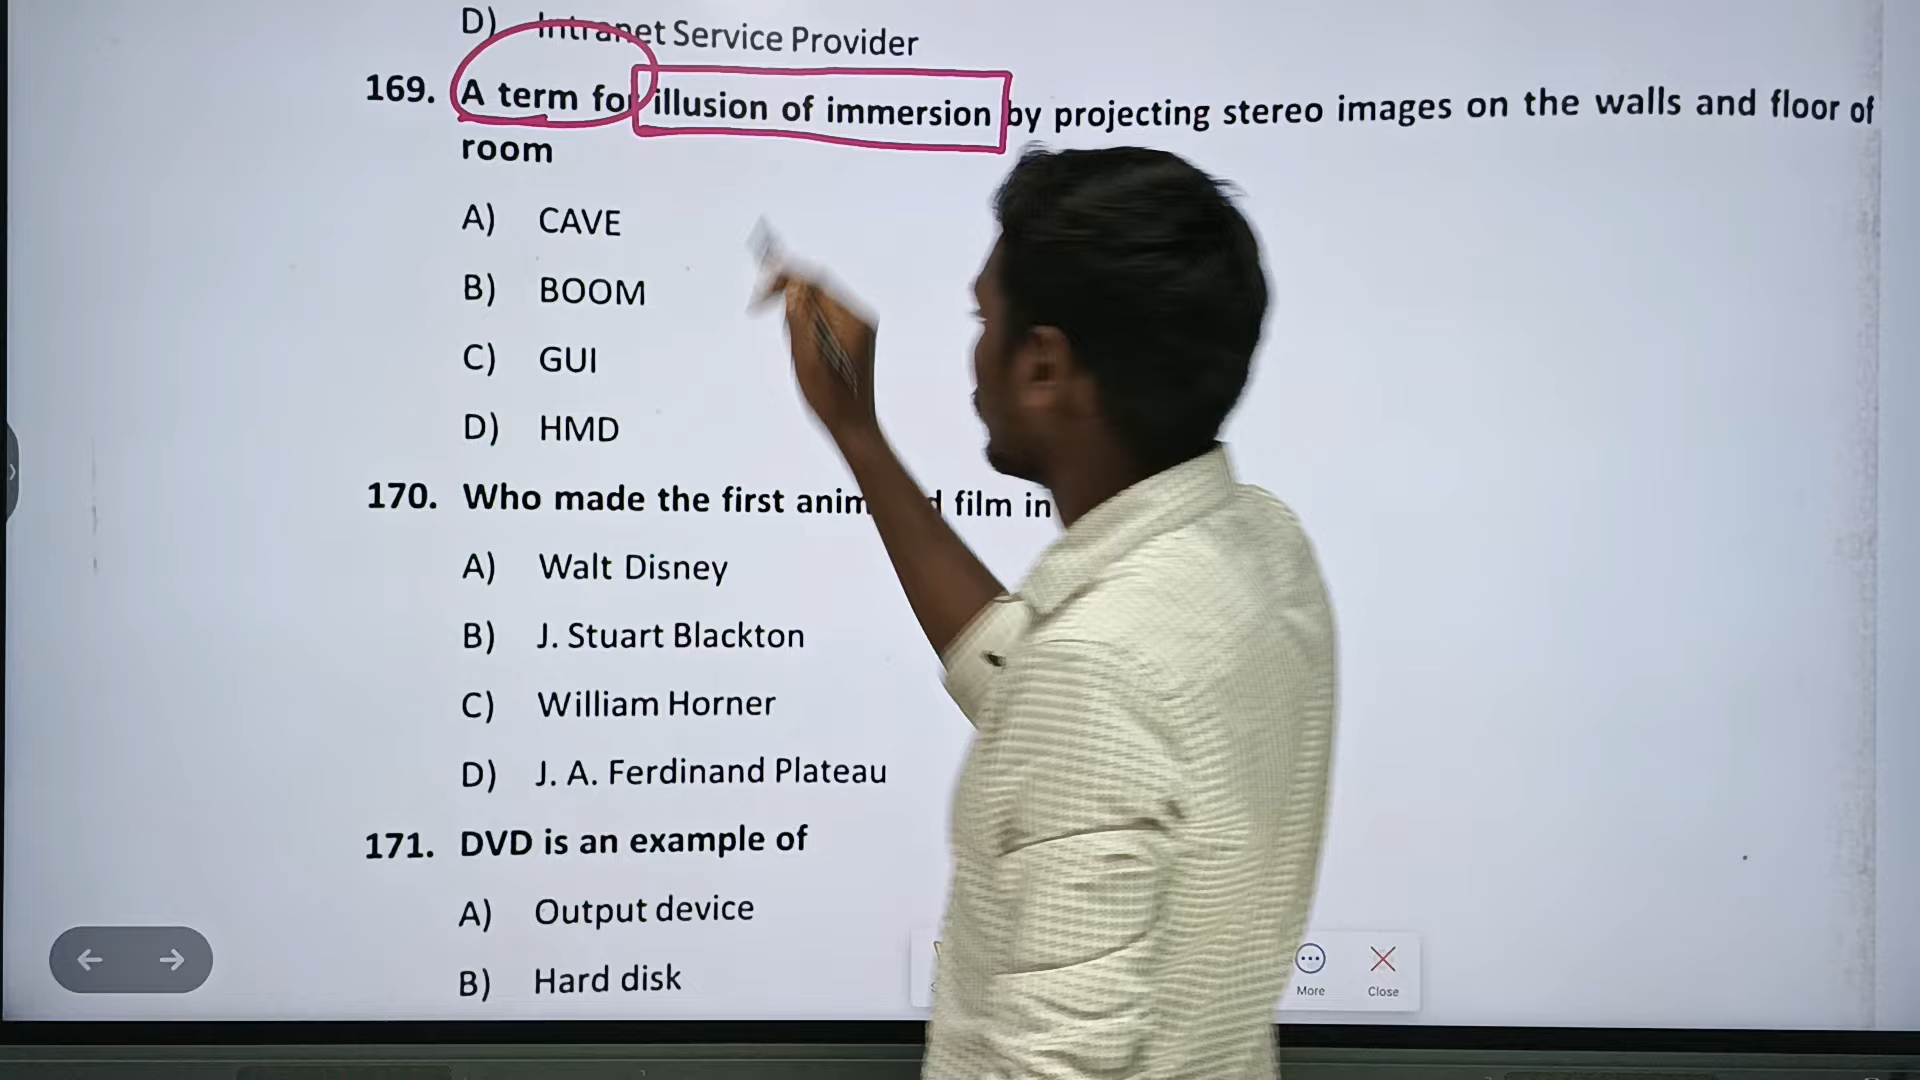 D) Intranet Service Provider
169. A term for illusion of immersion by projecting stereo images on the walls and floor of
room
A) CAVE
B) BOOM
C) GUI
D) HMD
170. Who made the first film in
A) Walt Disney
B) J. Stuart Blackton
C) William Horner
D) J. A. Ferdinand Plateau
171. DVD is an example of
A) Output device
B) Hard disk
More Close